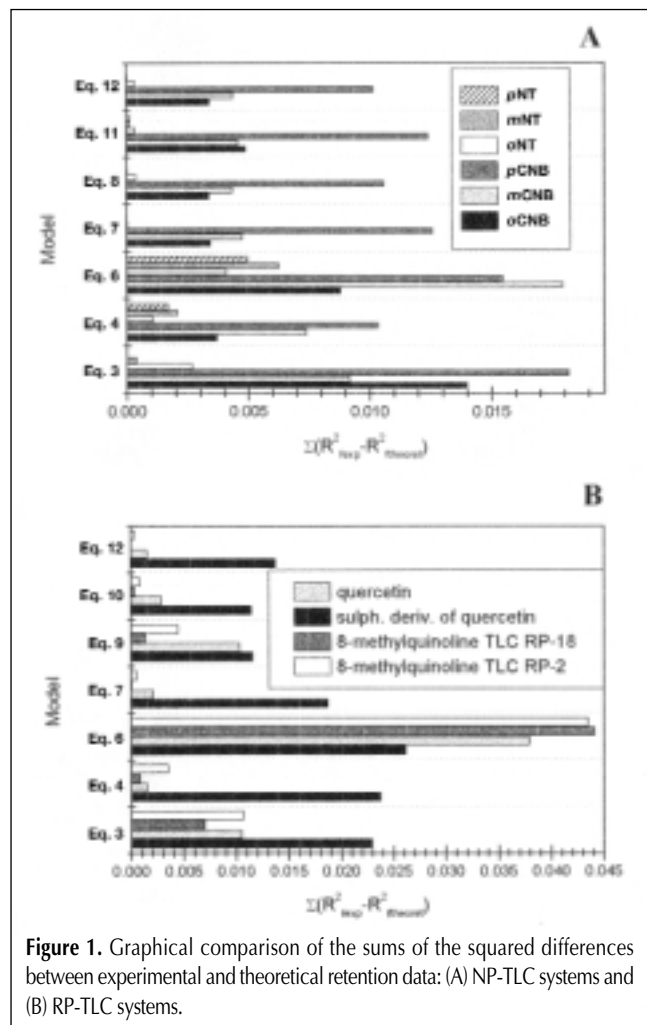 A
Eq. 12
Eq. 11
Eq. 8
Eq. 7
Eq. 6
Eq. 4
Eq. 3
Model
pNT
mNT
oNT
pCNB
mCNB
oCNB
0.000
0.005
0.010
0.015
Σ(R²fexp-R²ftheoret)
B
Eq. 12
Eq. 10
Eq. 9
Eq. 7
Eq. 6
Eq. 4
Eq. 3
Model
quercetin
sulph. deriv. of quercetin
8-methylquinoline TLC RP-18
8-methylquinoline TLC RP-2
0.000 0.005 0.010 0.015 0.020 0.025 0.030 0.035 0.040 0.045
Σ(R²fexp-R²ftheoret)
Figure 1. Graphical comparison of the sums of the squared differences
between experimental and theoretical retention data: (A) NP-TLC systems and
(B) RP-TLC systems.